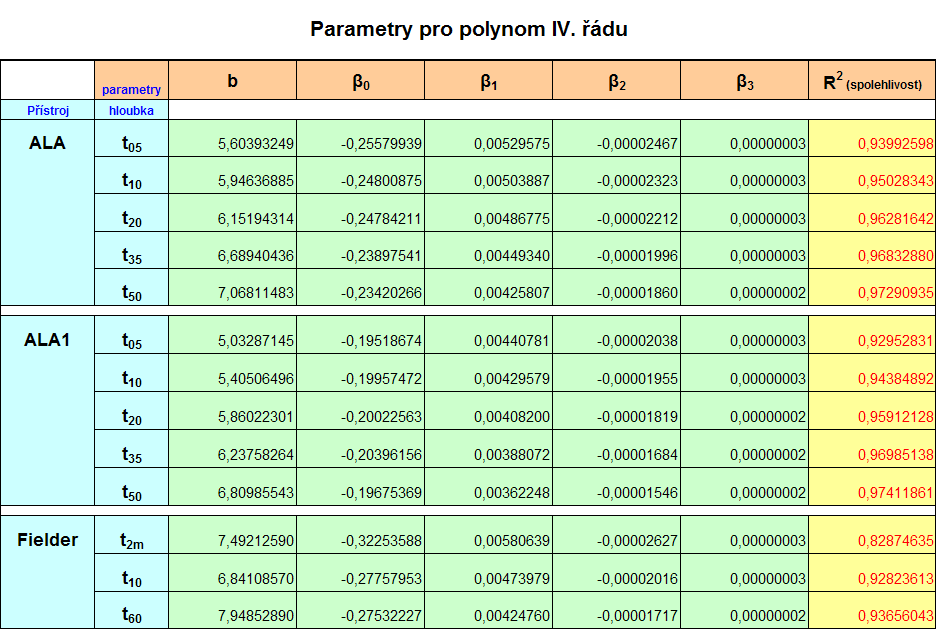 Parametry pro polynom IV. řádu
parametry b β0 β1 β2 β3 R2 (spolehlivost)
Přístroj hloubka
ALA t05 5,60393249 -0,25579939 0,00529575 -0,00002467 0,00000003 0,93992598
t10 5,94636885 -0,24800875 0,00503887 -0,00002323 0,00000003 0,95028343
t20 6,15194314 -0,24784211 0,00486775 -0,00002212 0,00000003 0,96281642
t35 6,68940436 -0,23897541 0,00449340 -0,00001996 0,00000003 0,96832880
t50 7,06811483 -0,23420266 0,00425807 -0,00001860 0,00000002 0,97290935
ALA1 t05 5,03287145 -0,19518674 0,00440781 -0,00002038 0,00000003 0,92952831
t10 5,40506496 -0,19957472 0,00429579 -0,00001955 0,00000003 0,94384892
t20 5,86022301 -0,20022563 0,00408200 -0,00001819 0,00000002 0,95912128
t35 6,23758264 -0,20396156 0,00388072 -0,00001684 0,00000002 0,96985138
t50 6,80985543 -0,19675369 0,00362248 -0,00001546 0,00000002 0,97411861
Fielder t2m 7,49212590 -0,32253588 0,00580639 -0,00002627 0,00000003 0,82874635
t10 6,84108570 -0,27757953 0,00473979 -0,00002016 0,00000003 0,92823613
t60 7,94852890 -0,27532227 0,00424760 -0,00001717 0,00000002 0,93656043